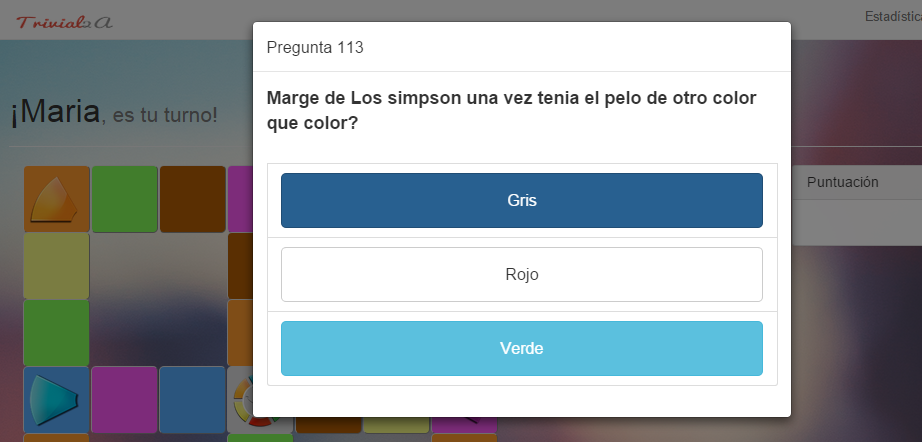 Trivial2A
Estadística
Pregunta 113
Marge de Los simpson una vez tenia el pelo de otro color
que color?
¡Maria, es tu turno!
Gris
Puntuación
Rojo
Verde